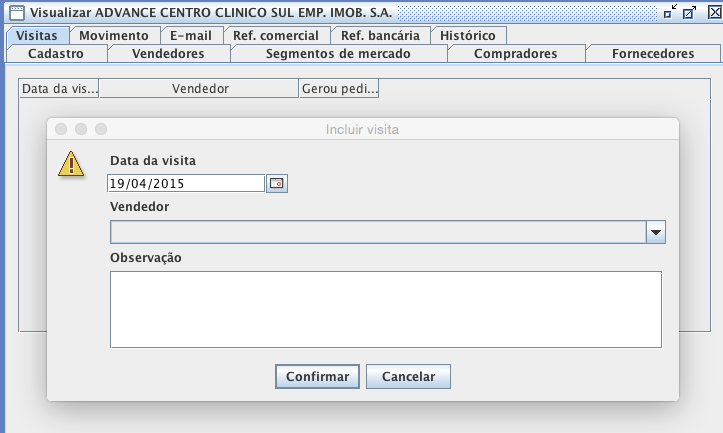 Visualizar ADVANCE CENTRO CLINICO SUL EMP. IMOB. S.A.
Visitas Movimento E-mail Ref. comercial Ref. bancária Histórico
Cadastro Vendedores Segmentos de mercado Compradores Fornecedores
Data da vis... Vendedor Gerou pedi...
Incluir visita
Data da visita
19/04/2015
Vendedor
Observação
Confirmar Cancelar